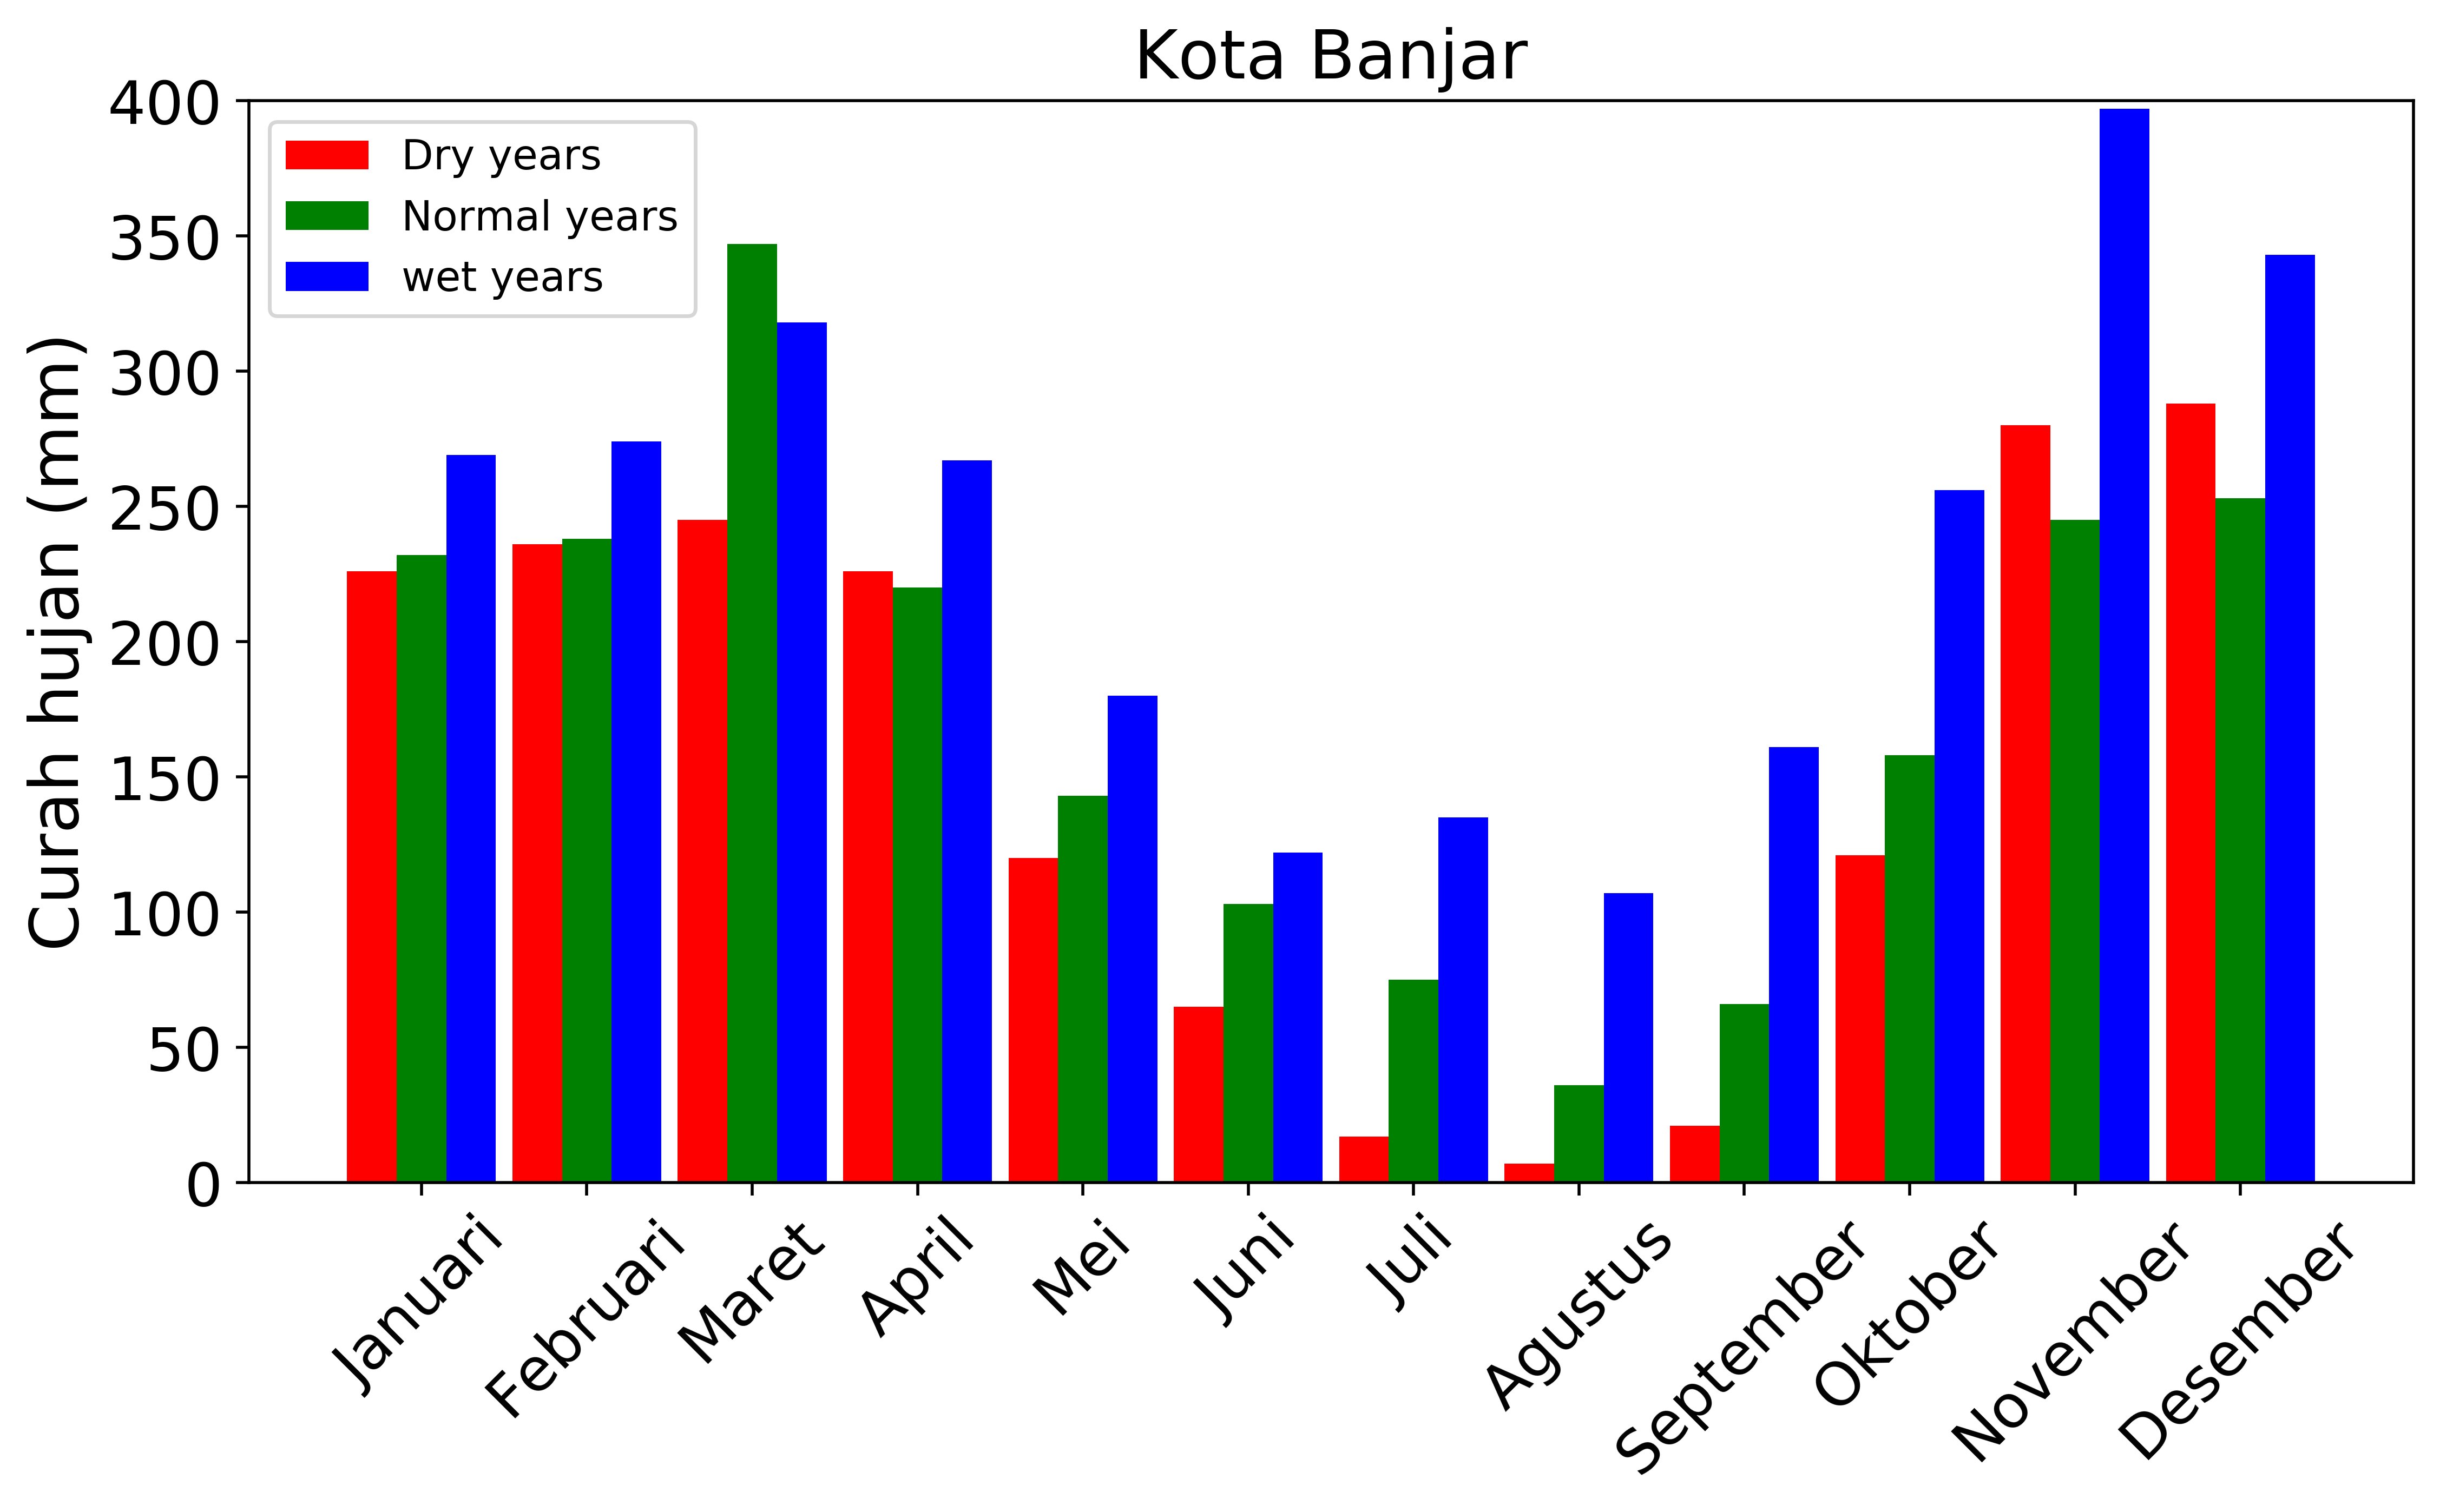 Kota Banjar
Curah hujan (mm)
400
350
300
250
200
150
100
50
0
Dry years
Normal years
wet years
Januari
Februari
Maret
April
Mei
Juni
Juli
Agustus
September
Oktober
November
Desember